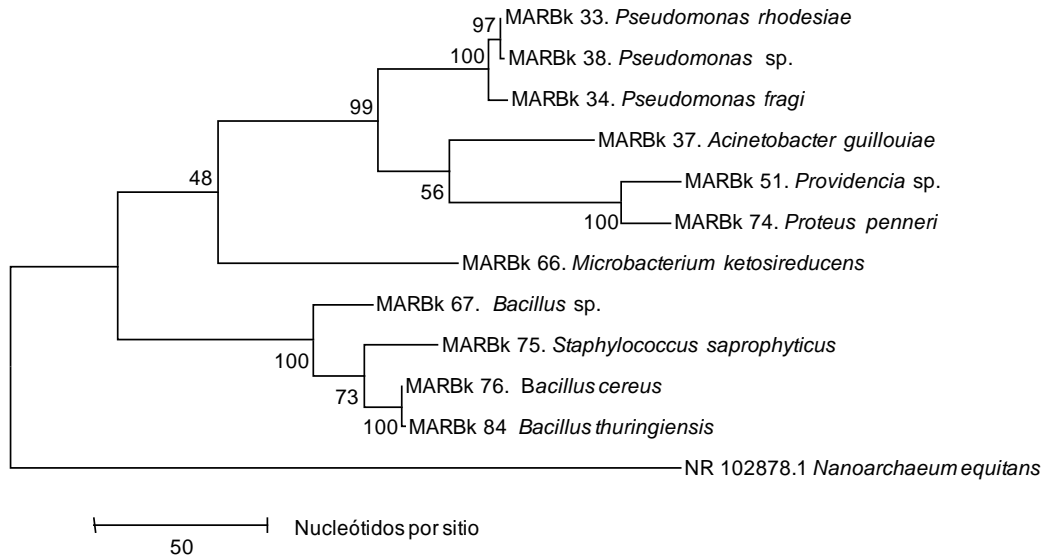 MARBk 33. Pseudomonas rhodesiae
97
MARBk 38. Pseudomonas sp.
100
MARBk 34. Pseudomonas fragi
99
MARBk 37. Acinetobacter guillouiae
48
MARBk 51. Providencia sp.
56
MARBk 74. Proteus penneri
100
MARBk 66. Microbacterium ketosireducens
MARBk 67. Bacillus sp.
MARBk 75. Staphylococcus saprophyticus
100
MARBk 76. Bacillus cereus
73
MARBk 84 Bacillus thuringiensis
100
NR 102878.1 Nanoarchaeum equitans
Nucleótidos por sitio
50